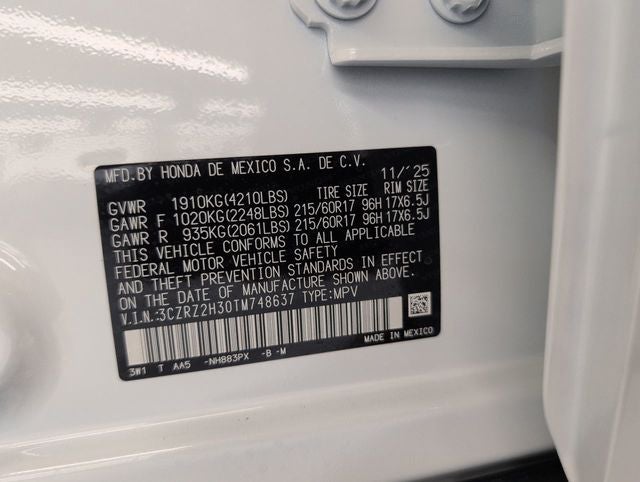 MFD.BY HONDA DE MEXICO S.A. DE C.V. 11/'25
GVWR 1910KG(4210LBS) TIRE SIZE RIM SIZE
GAWR F 1020KG(2248LBS) 215/60R17 96H 17X6.5J
GAWR R 935KG(2061LBS) 215/60R17 96H 17X6.5J
THIS VEHICLE CONFORMS TO ALL APPLICABLE
FEDERAL MOTOR VEHICLE SAFETY
AND THEFT PREVENTION STANDARDS IN EFFECT
ON THE DATE OF MANUFACTURE SHOWN ABOVE.
V.I.N.:3CZRZ2H30TM748637 TYPE:MPV
MADE IN MEXICO
3W1 T AA5 -NH883PX -B -M